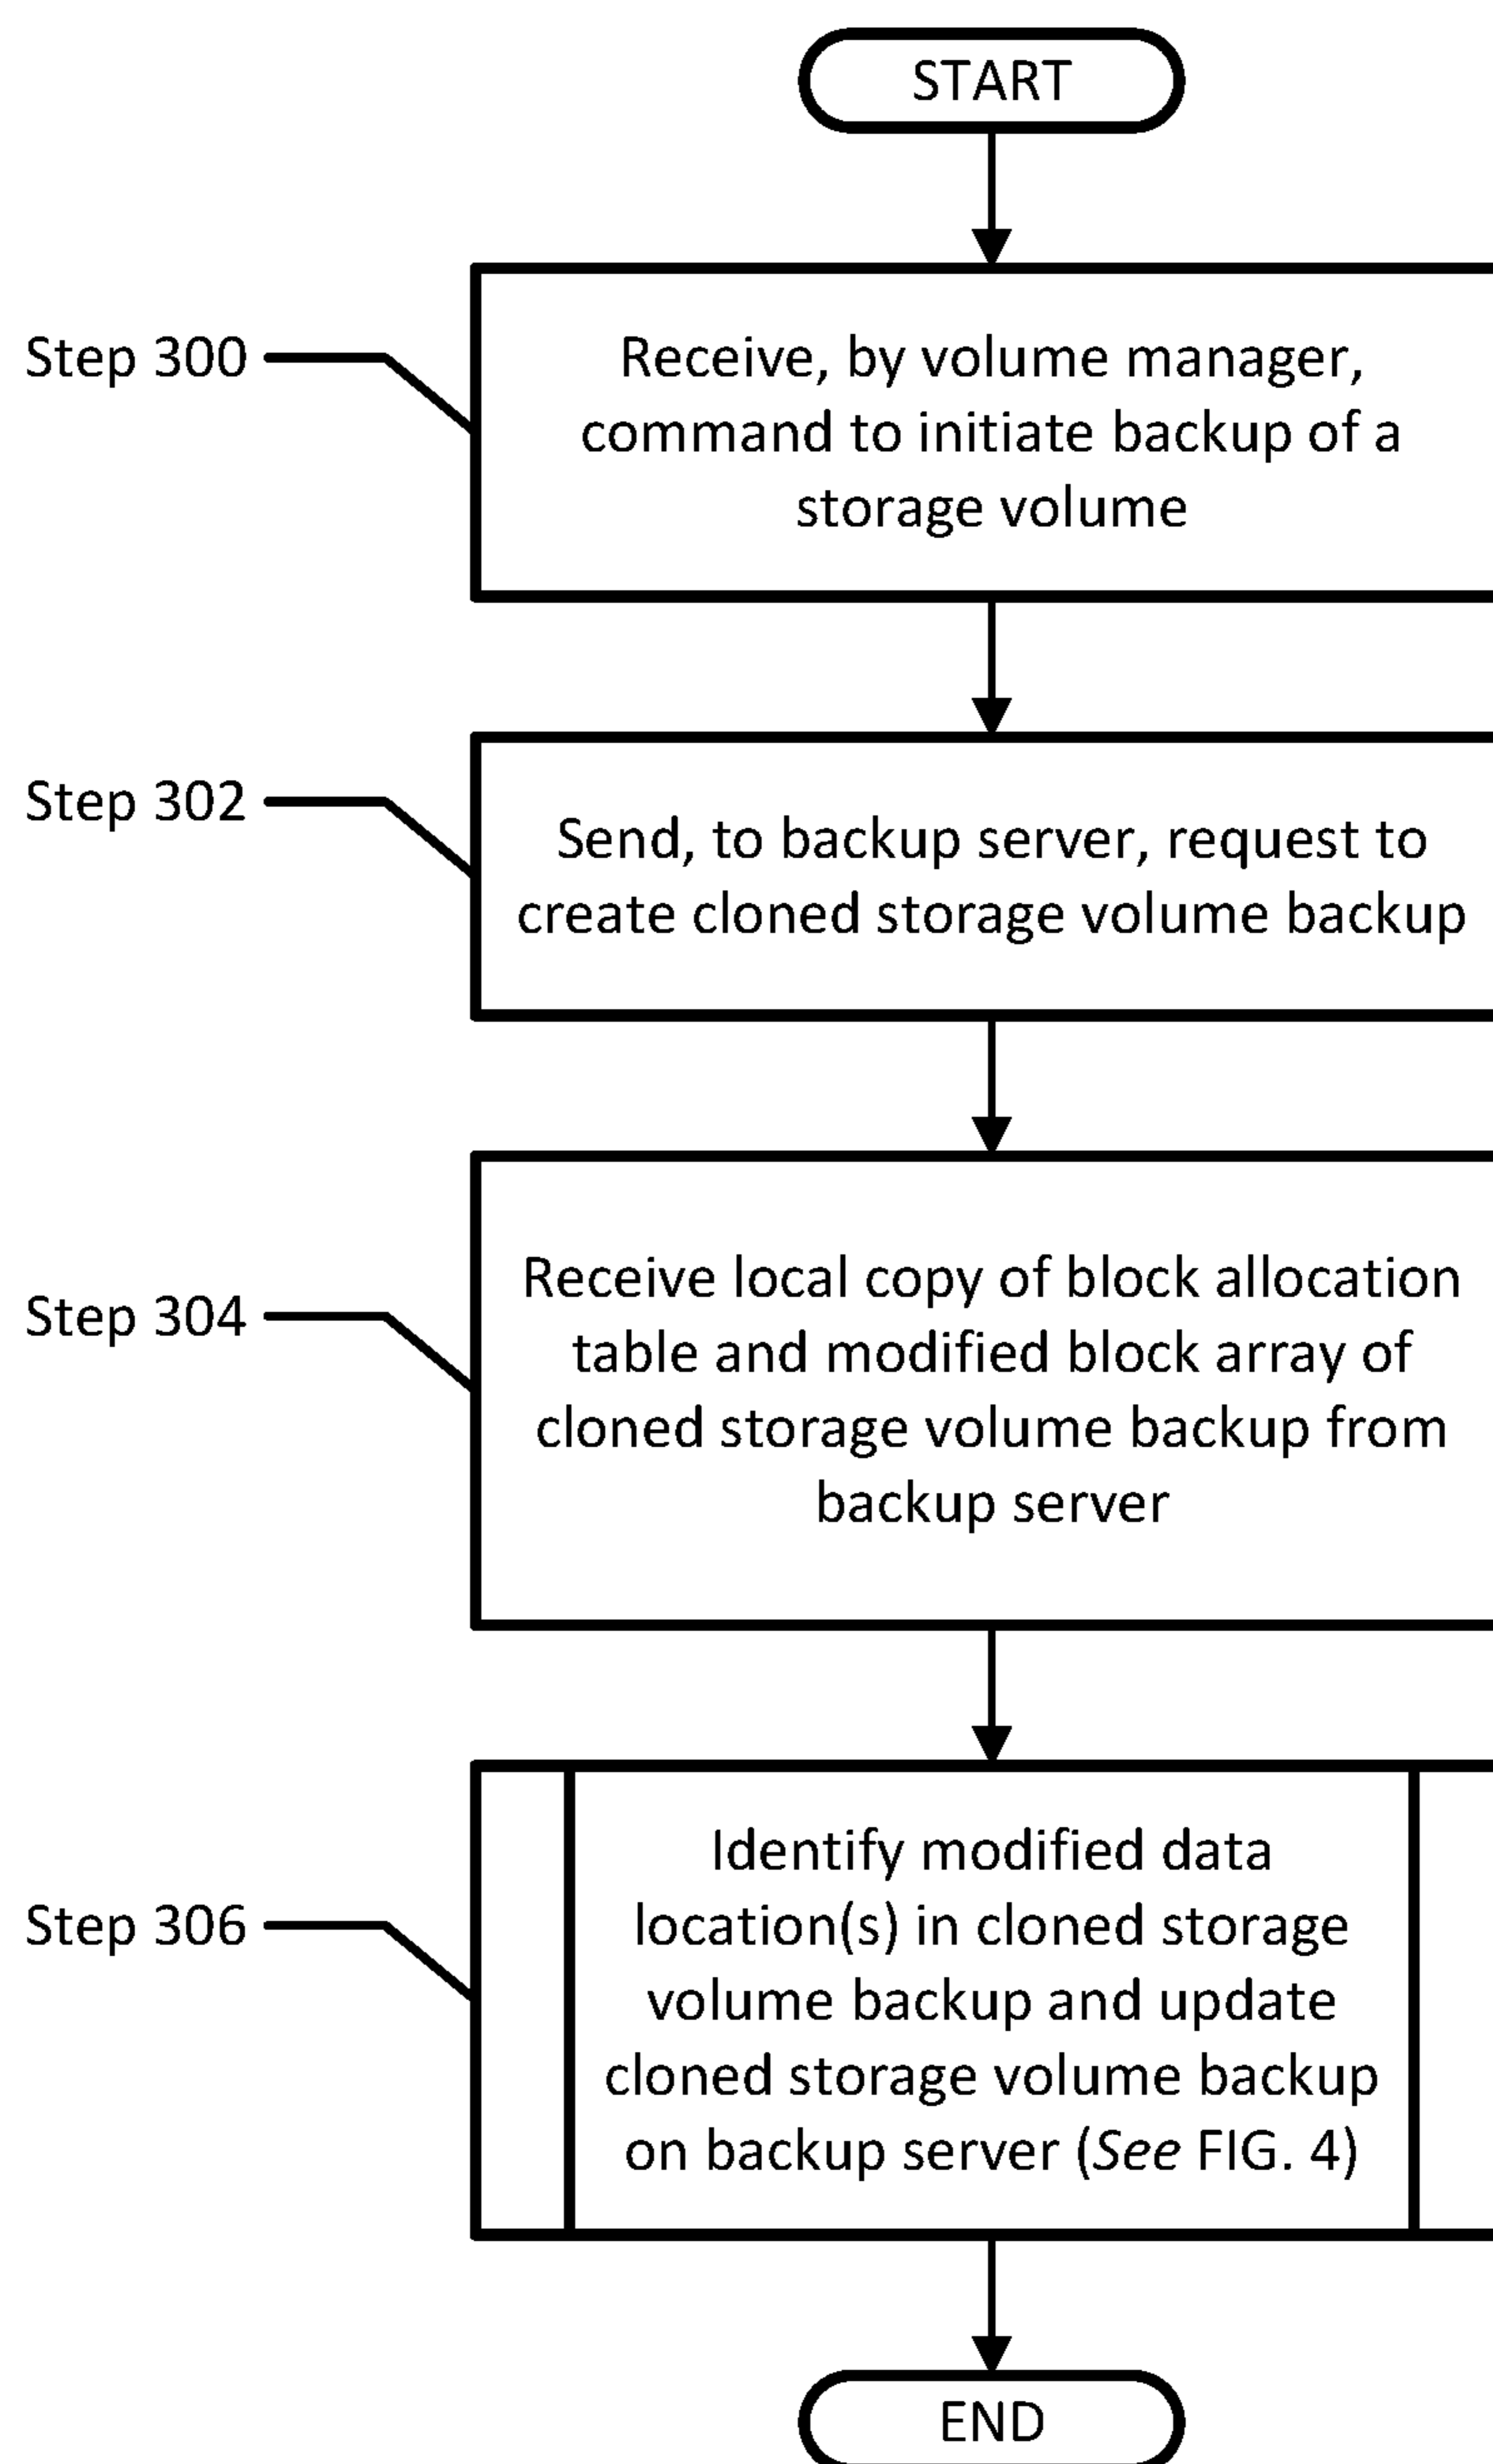 START
Step 300
Receive, by volume manager,
command to initiate backup of a
storage volume
Step 302
Send, to backup server, request to
create cloned storage volume backup
Step 304
Receive local copy of block allocation
table and modified block array of
cloned storage volume backup from
backup server
Step 306
Identify modified data
location(s) in cloned storage
volume backup and update
cloned storage volume backup
on backup server (See FIG. 4)
END